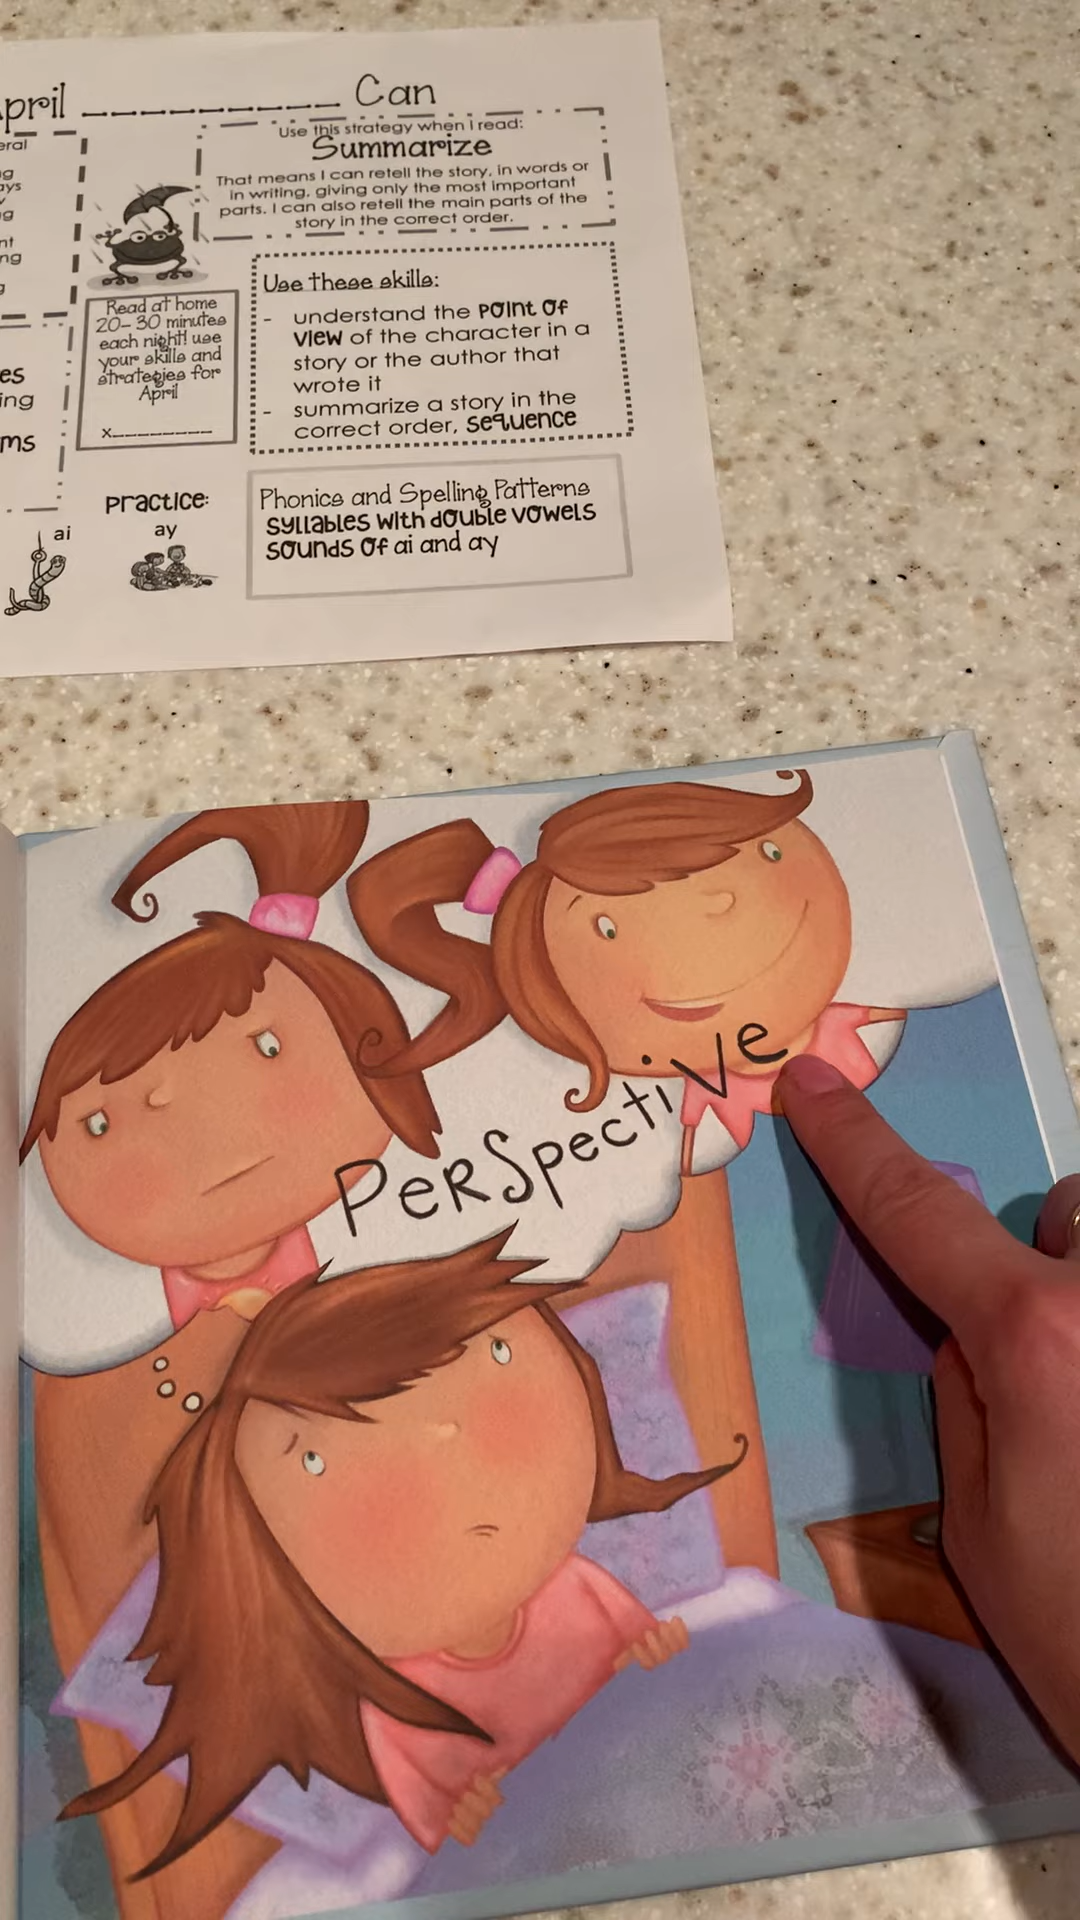 April __________ Can
Use this strategy when I read:
Summarize
That means I can retell the story, in words or
in writing, giving only the most important
parts. I can also retell the main parts of the
story in the correct order.
Use these skills:
- understand the point of
view of the character in a
story or the author that
wrote it
- summarize a story in the
correct order, sequence
Read at home
20-30 minutes
each night! use
your skills and
strategies for
April
x________
Practice:
ai
ay
Phonics and Spelling Patterns
syllables with double vowels
sounds of ai and ay
Perspective